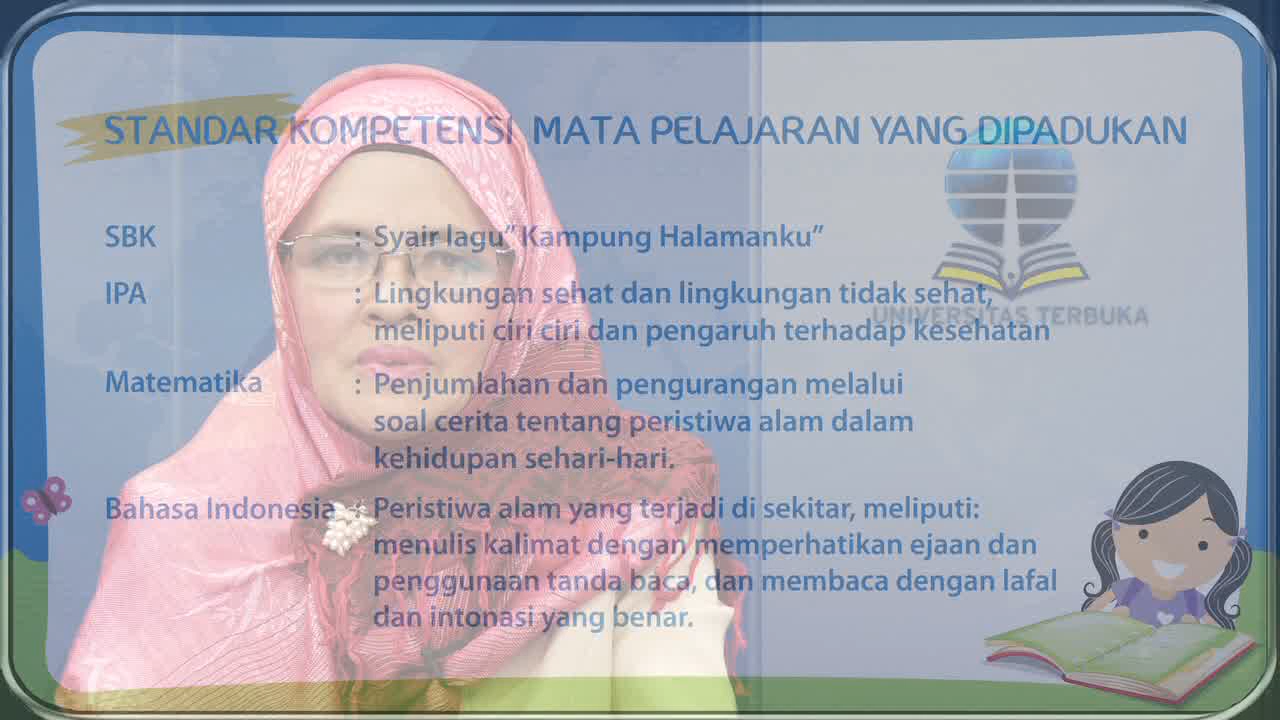 STANDAR KOMPETENSI MATA PELAJARAN YANG DIPADUKAN
SBK : Syair lagu” Kampung Halamanku”
IPA : Lingkungan sehat dan lingkungan tidak sehat,
meliputi ciri ciri dan pengaruh terhadap kesehatan
UNIVERSITAS TERBUKA
Matematika : Penjumlahan dan pengurangan melalui
soal cerita tentang peristiwa alam dalam
kehidupan sehari-hari.
Bahasa Indonesia : Peristiwa alam yang terjadi di sekitar, meliputi:
menulis kalimat dengan memperhatikan ejaan dan
penggunaan tanda baca, dan membaca dengan lafal
dan intonasi yang benar.